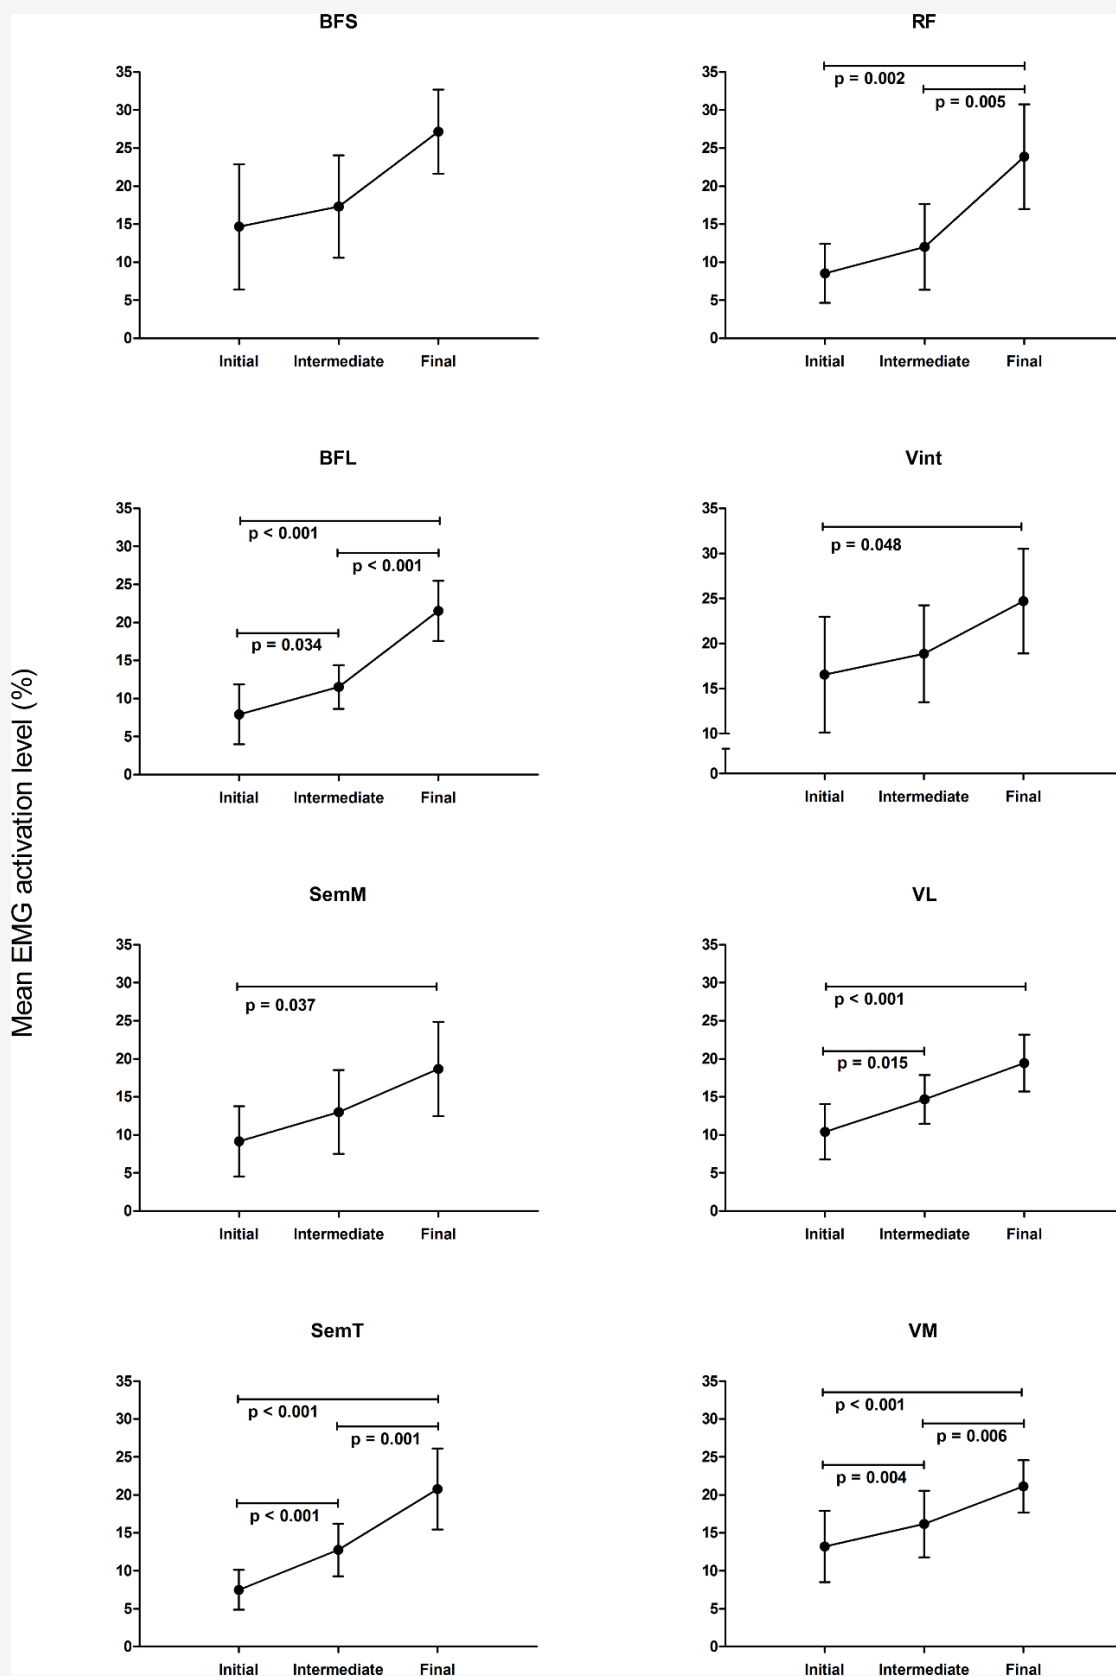 Mean EMG activation level (%)
BFS
35
30
25
20
15
10
5
0
Initial Intermediate Final
RF
p = 0.002
p = 0.005
35
30
25
20
15
10
5
0
Initial Intermediate Final
BFL
35
30
25
20
15
10
5
0
p < 0.001
p < 0.001
p = 0.034
Initial Intermediate Final
Vint
35
30
25
20
15
10
0
p = 0.048
Initial Intermediate Final
SemM
35
30
25
20
15
10
5
0
p = 0.037
Initial Intermediate Final
VL
35
30
25
20
15
10
5
0
p < 0.001
p = 0.015
Initial Intermediate Final
SemT
35
30
25
20
15
10
5
0
p < 0.001
p = 0.001
p < 0.001
Initial Intermediate Final
VM
35
30
25
20
15
10
5
0
p < 0.001
p = 0.006
p = 0.004
Initial Intermediate Final